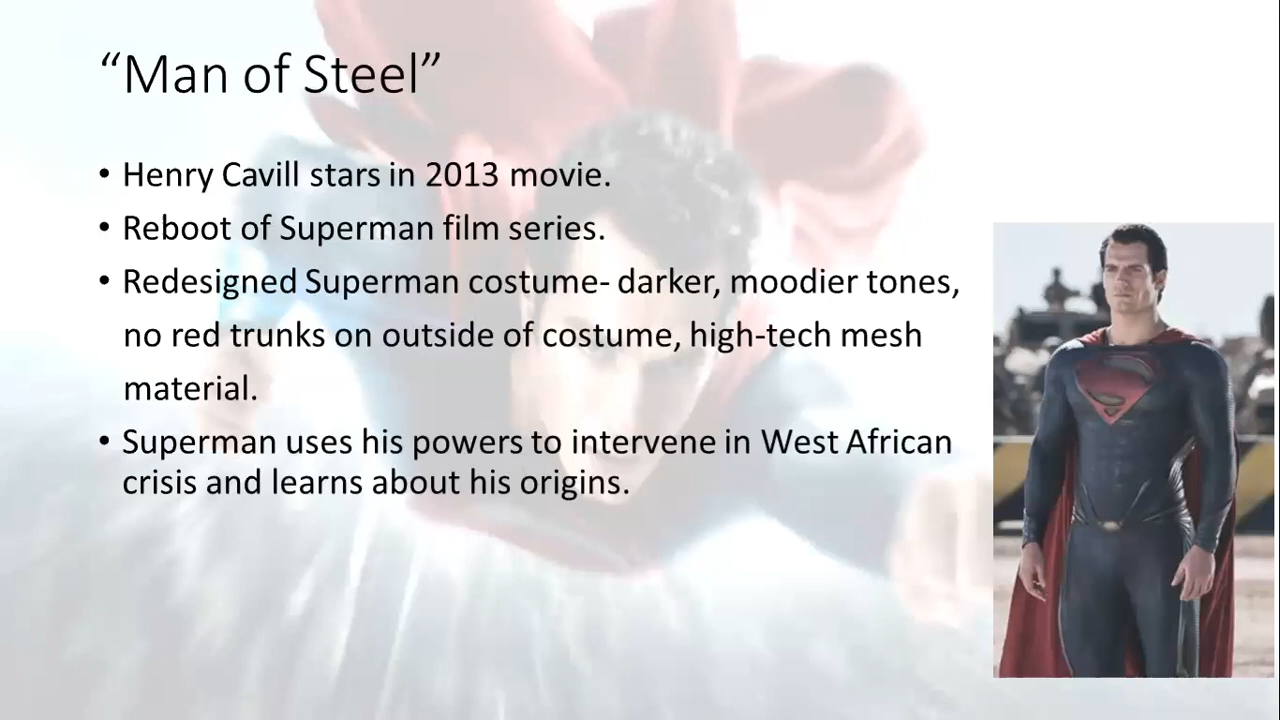 “Man of Steel”
• Henry Cavill stars in 2013 movie.
• Reboot of Superman film series.
• Redesigned Superman costume- darker, moodier tones,
no red trunks on outside of costume, high-tech mesh
material.
• Superman uses his powers to intervene in West African
crisis and learns about his origins.